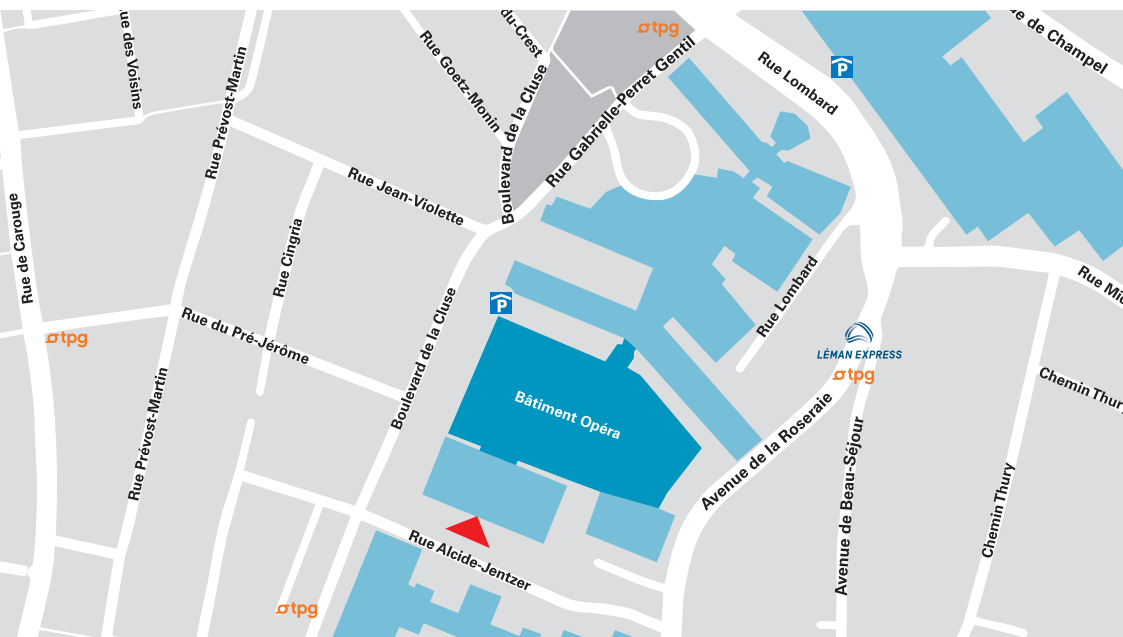 ue des Voisins
Rue Prévost-Martin
Rue Goetz-Monin
du-Crest
Boulevard de la Cluse
tpg
Rue Gabrielle-Perret Gentil
Rue Lombard
P
ue de Champel
Rue de Carouge
Rue Jean-Violette
Rue Cingria
Rue Lombard
Rue Mic
P
tpg
Rue du Pré-Jérôme
Boulevard de la Cluse
LÉMAN EXPRESS
tpg
Rue Prévost-Martin
Bâtiment Opéra
Avenue de la Roseraie
Avenue de Beau-Séjour
Chemin Thury
Chemin Thury
Rue Alcide-Jentzer
tpg